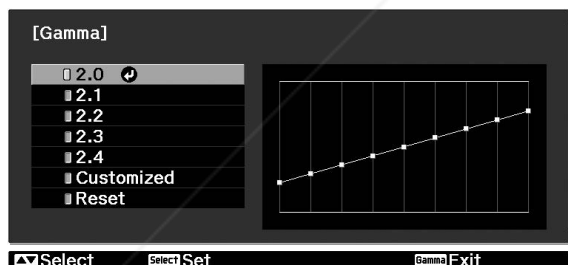 [Gamma]
2.0
2.1
2.2
2.3
2.4
Customized
Reset
Select Select Set Gamma Exit